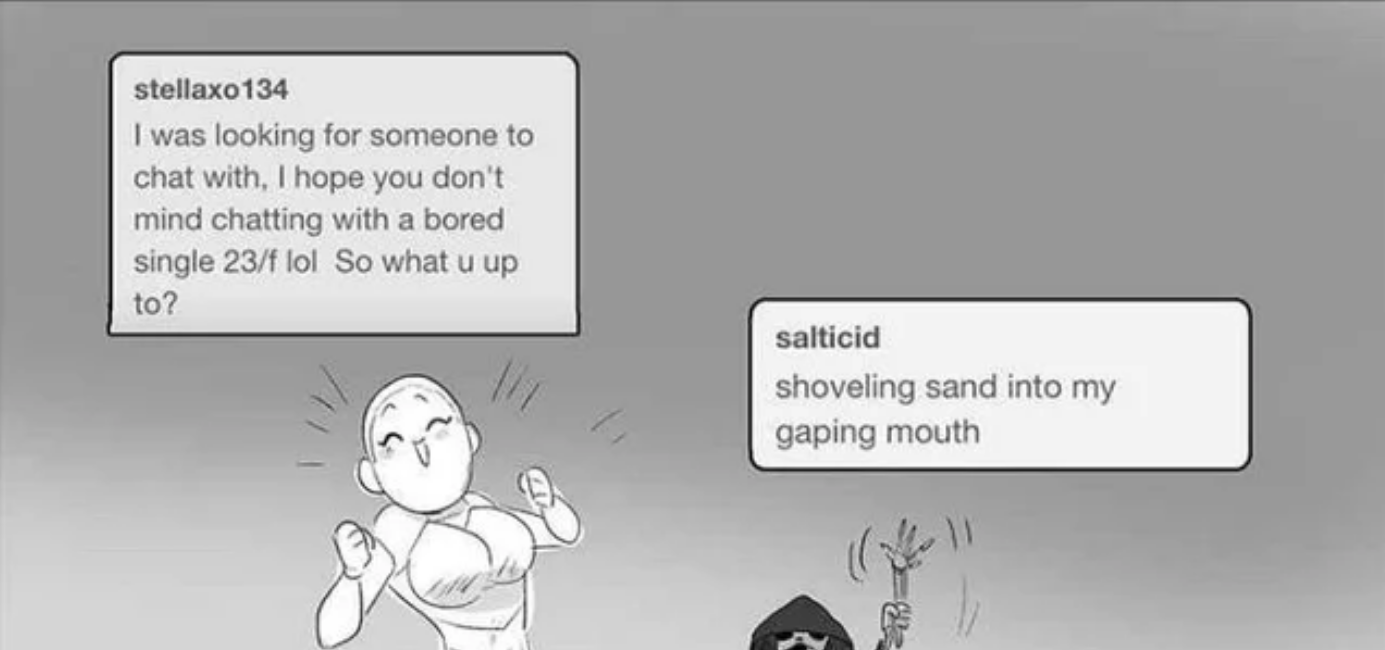 stellaxo134
I was looking for someone to
chat with, I hope you don't
mind chatting with a bored
single 23/f lol  So what u up
to?
salticid
shoveling sand into my
gaping mouth